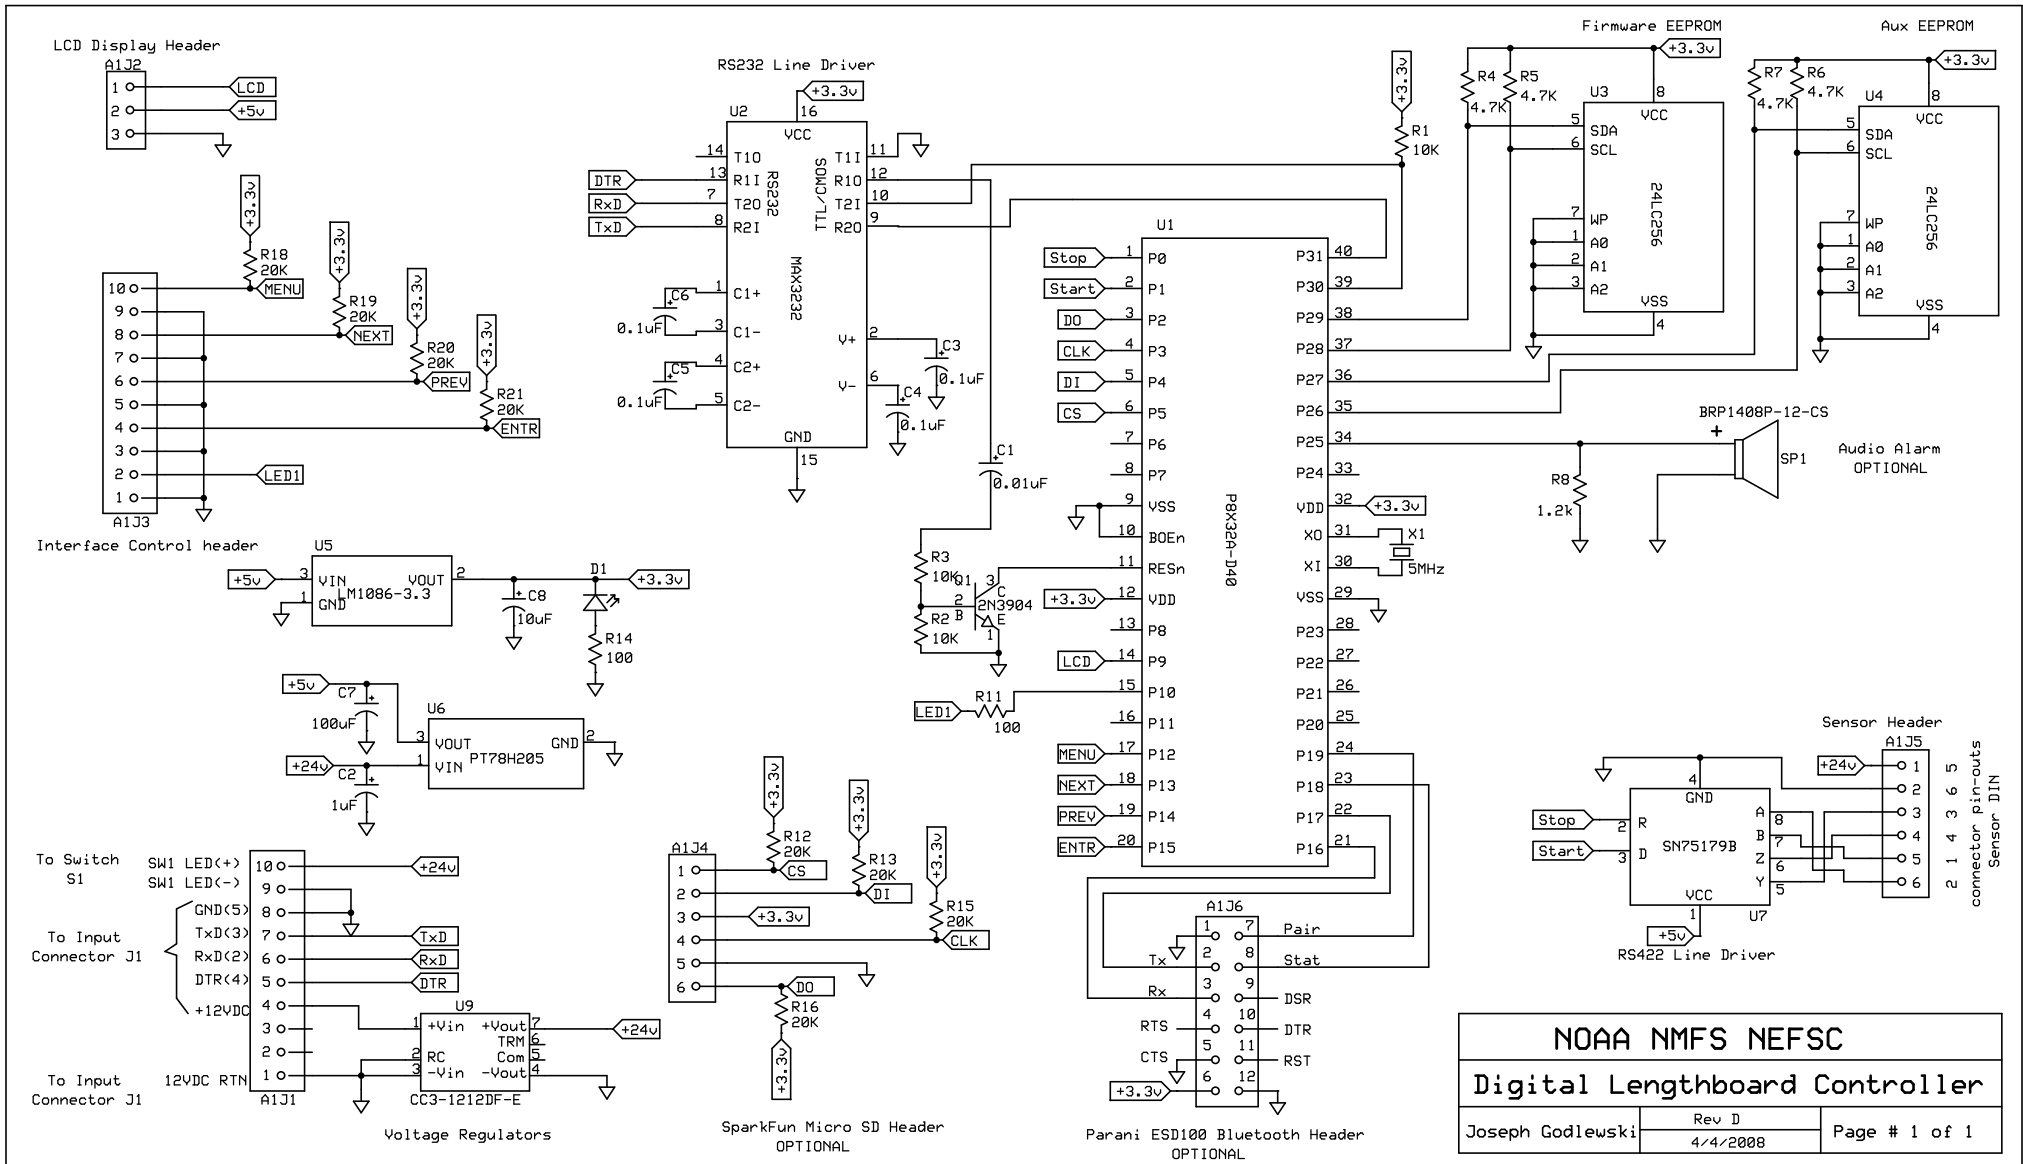 LCD Display Header
A1J2
1
LCD
2
+5v
3
RS232 Line Driver
+3.3v
U2
16
VCC
14 T1O
T1I 11
DTR 13 R1I
R1O 12
RxD 7 T2O
T2I 10
TxD 8 R2I
R2O 9
RS232
TTL/CMOS
MAX3232
C6
0.1uF
1 C1+
3 C1-
C5
0.1uF
4 C2+
5 C2-
V+ 2
C3
0.1uF
V- 6
C4
0.1uF
GND
15
+3.3v
R1
10K
Firmware EEPROM
+3.3v
R4
4.7K
R5
4.7K
U3
8
VCC
5 SDA
6 SCL
24LC256
7 WP
1 A0
2 A1
3 A2
VSS
4
Aux EEPROM
+3.3v
R7
4.7K
R6
4.7K
U4
8
VCC
5 SDA
6 SCL
24LC256
7 WP
1 A0
2 A1
3 A2
VSS
4
+3.3v
R18
20K
MENU
+3.3v
R19
20K
NEXT
+3.3v
R20
20K
PREV
+3.3v
R21
20K
ENTR
LED1
10
9
8
7
6
5
4
3
2
1
A1J3
Interface Control header
U5
+5v
3 VIN
VOUT 2
LM1086-3.3
1 GND
C8
10uF
D1
+3.3v
R14
100
+5v
C7
100uF
U6
3 VOUT
GND 2
PT78H205
1 VIN
+24v
C2
1uF
C1
0.01uF
R3
10K
Q1
3
C
2
B
2N3904
E
1
R2
10K
U1
P8X32A-D40
Stop 1 P0
Start 2 P1
DO 3 P2
CLK 4 P3
DI 5 P4
CS 6 P5
7 P6
8 P7
9 VSS
10 BOEn
11 RESn
+3.3v 12 VDD
13 P8
LCD 14 P9
LED1 R11 100 15 P10
16 P11
MENU 17 P12
NEXT 18 P13
PREV 19 P14
ENTR 20 P15
P31 40
P30 39
P29 38
P28 37
P27 36
P26 35
P25 34
P24 33
VDD 32 +3.3v
XO 31
XI 30
X1
5MHz
VSS 29
P23 28
P22 27
P21 26
P20 25
P19 24
P18 23
P17 22
P16 21
BRP1408P-12-CS
+
SP1
Audio Alarm
OPTIONAL
R8
1.2k
Sensor Header
A1J5
+24v
1 5
2 6
3 3
4 4
5 1
6 2
connector pin-outs
Sensor DIN
4
GND
Stop 2 R
Start 3 D
SN75179B
A 8
B 7
Z 6
Y 5
VCC
1
U7
+5v
RS422 Line Driver
To Switch
S1
SW1 LED(+)
SW1 LED(-)
GND(5)
TxD(3)
RxD(2)
DTR(4)
+12VDC
To Input
Connector J1
12VDC RTN
To Input
Connector J1
10
9
8
7
6
5
4
3
2
1
A1J1
+24v
TxD
RxD
DTR
U9
1 +Vin
+Vout 7
TRM 6
2 RC
Com 5
3 -Vin
-Vout 4
CC3-1212DF-E
+24v
Voltage Regulators
A1J4
1
2
3
4
5
6
+3.3v
R12
20K
CS
+3.3v
R13
20K
DI
+3.3v
+3.3v
R15
20K
CLK
DO
R16
20K
+3.3v
SparkFun Micro SD Header
OPTIONAL
A1J6
1 7 Pair
Tx 2 8 Stat
Rx 3 9 DSR
RTS 4 10 DTR
CTS 5 11 RST
+3.3v 6 12
Parani ESD100 Bluetooth Header
OPTIONAL
NOAA NMFS NEFSC
Digital Lengthboard Controller
Joseph Godlewski
Rev D
4/4/2008
Page # 1 of 1